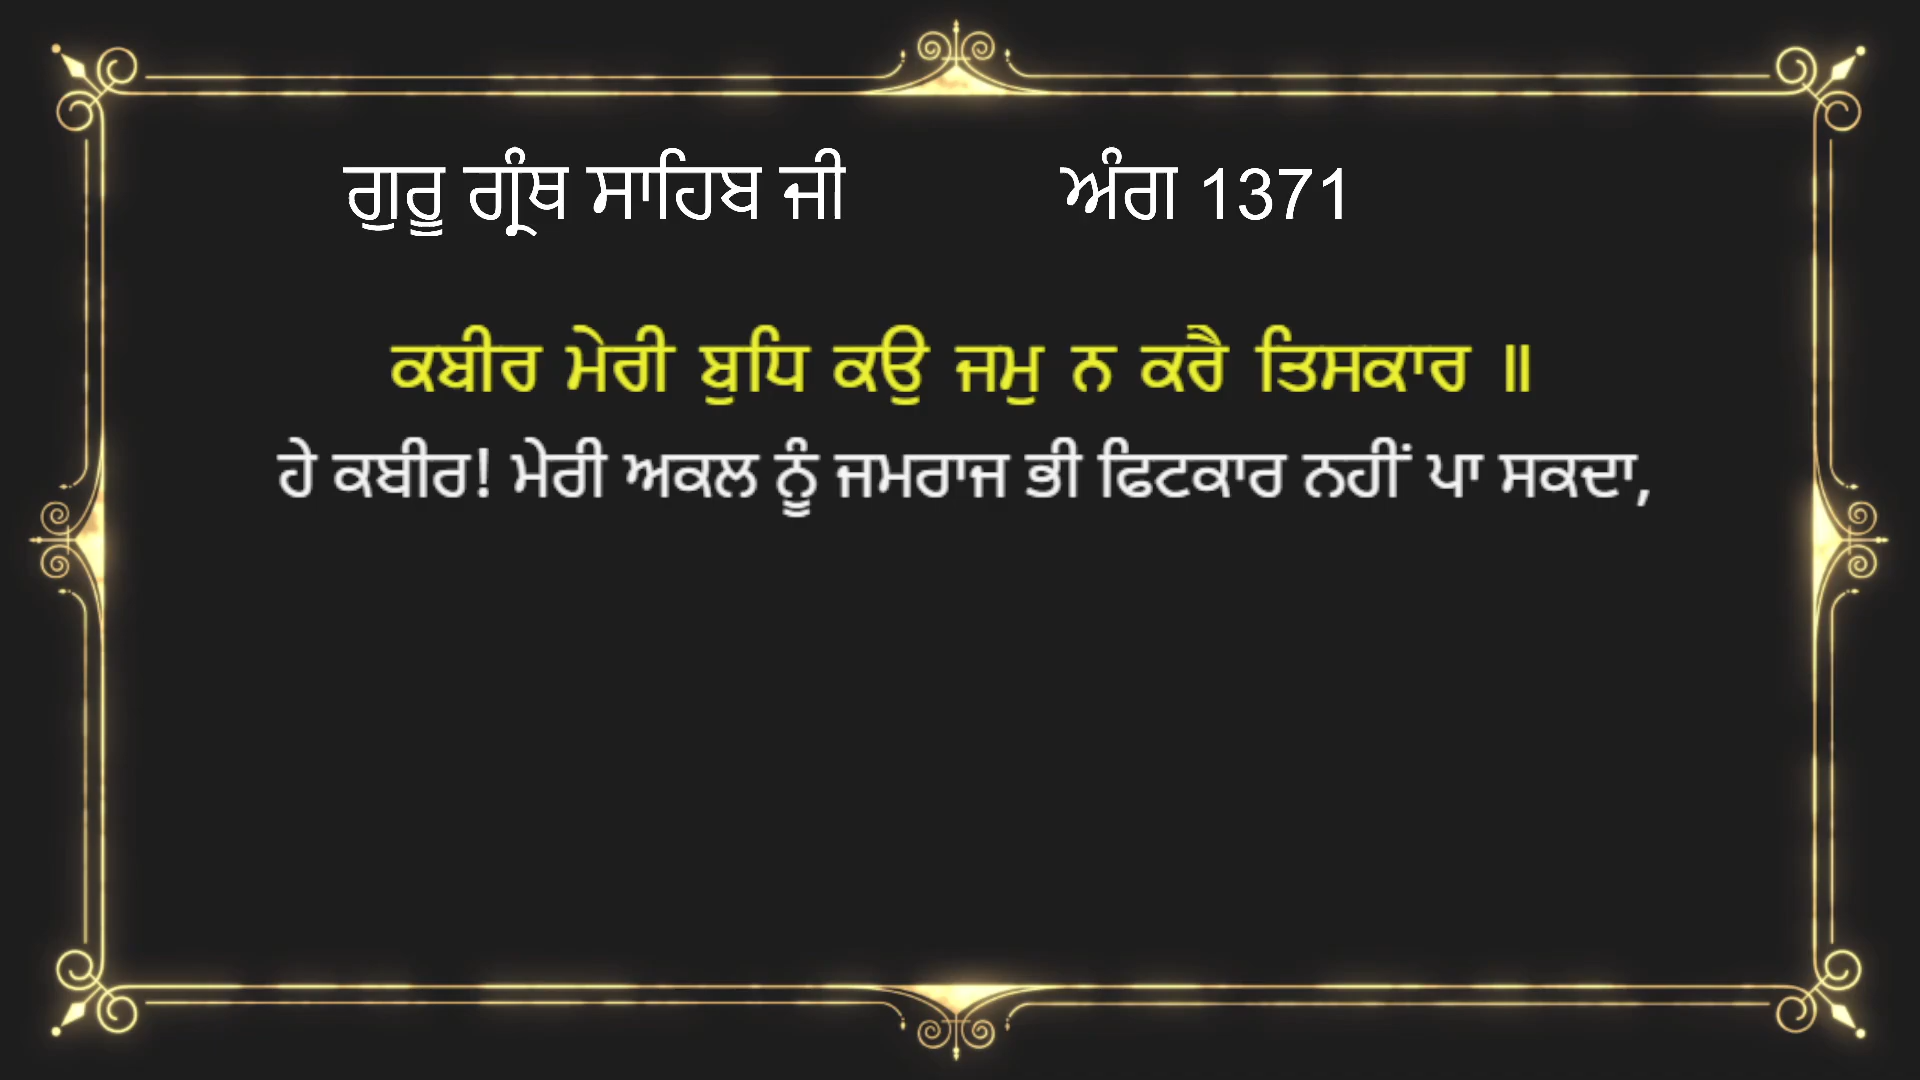 ਗੁਰੂ ਗ੍ਰੰਥ ਸਾਹਿਬ ਜੀ ਅੰਗ 1371
ਕਬੀਰ ਮੇਰੀ ਬੁਧਿ ਕਉ ਜਮੁ ਨ ਕਰੈ ਤਿਸਕਾਰ ॥
ਹੇ ਕਬੀਰ! ਮੇਰੀ ਅਕਲ ਨੂੰ ਜਮਰਾਜ ਭੀ ਫਿਟਕਾਰ ਨਹੀਂ ਪਾ ਸਕਦਾ,